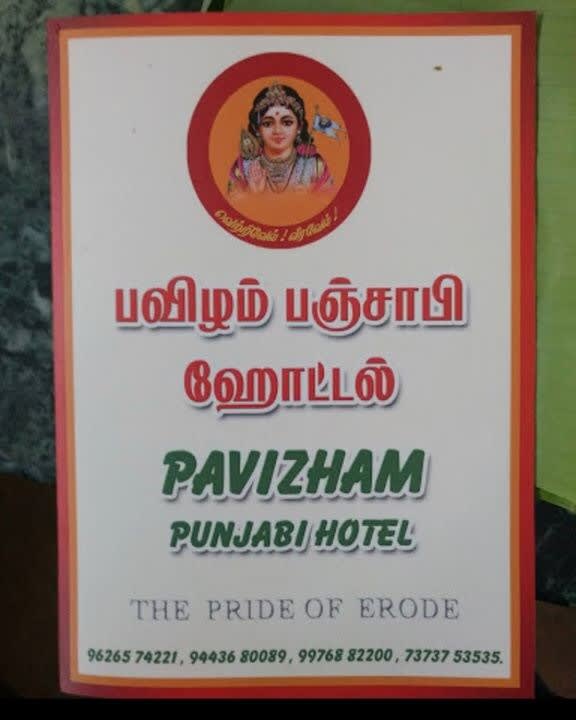 வெற்றிவேல்! வீரவேல்!
பவிழம் பஞ்சாபி
ஹோட்டல்
PAVIZHAM
PUNJABI HOTEL
THE PRIDE OF ERODE
96265 74221, 94436 80089, 99768 82200, 73737 53535.